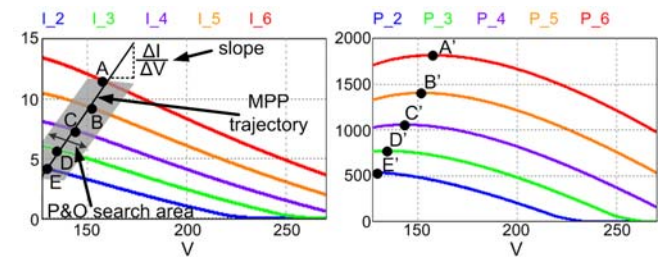 I_2 I_3 I_4 I_5 I_6
15
10
5
0
150 200 250
V
A
B
C
D
E
ΔI
ΔV
slope
MPP
trajectory
P&O search area
P_2 P_3 P_4 P_5 P_6
2000
1500
1000
500
0
150 200 250
V
A'
B'
C'
D'
E'